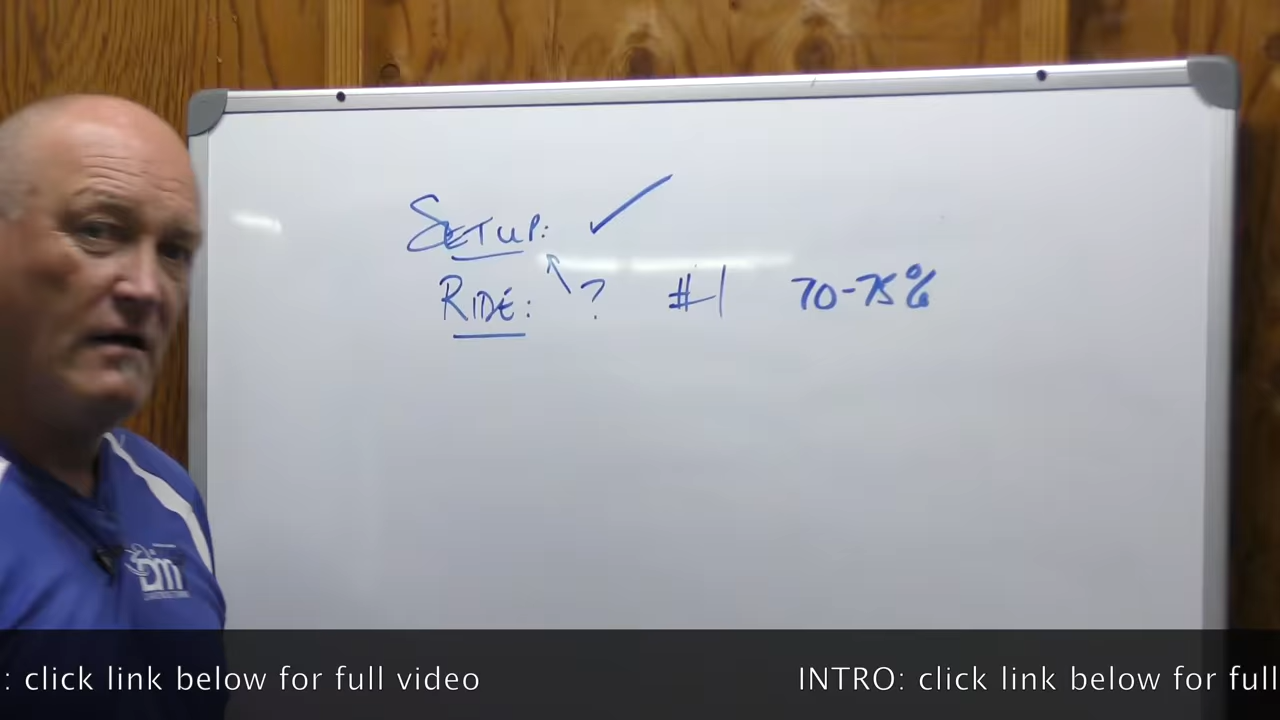 SETUP: ✓
RIDE: ? #1 70-75%
: click link below for full video
INTRO: click link below for full